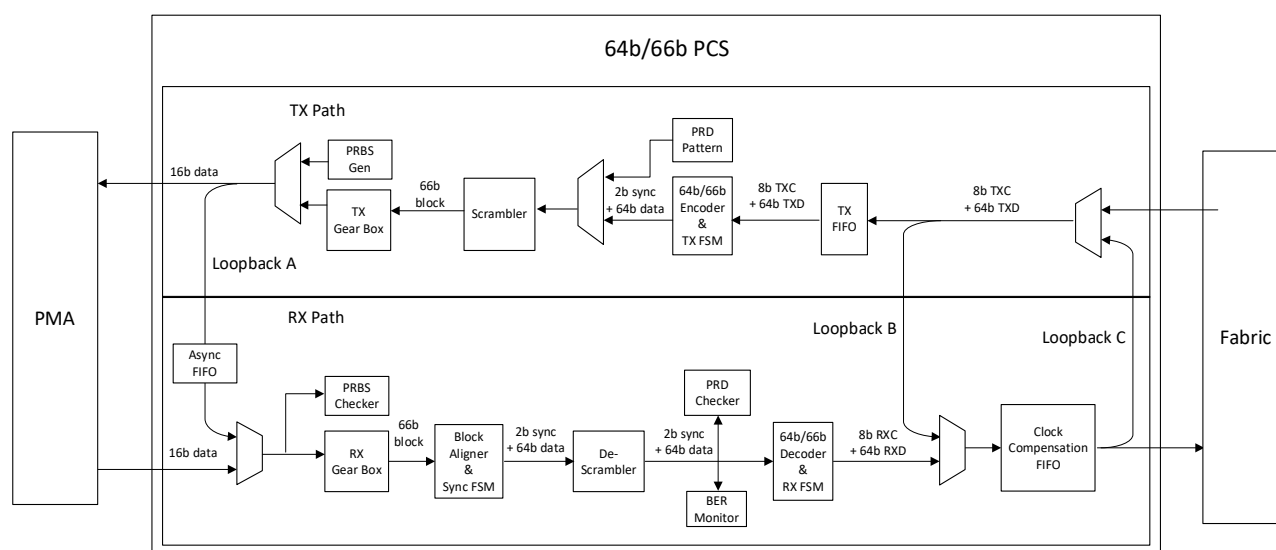 64b/66b PCS
TX Path
PRD
Pattern
PRBS
Gen
16b data
66b
block
2b sync
+ 64b data
64b/66b
Encoder
&
TX FSM
8b TXC
+ 64b TXD
8b TXC
+ 64b TXD
TX
Gear Box
Scrambler
TX
FIFO
Loopback A
PMA
RX Path
Loopback B
Loopback C
Fabric
Async
FIFO
PRBS
Checker
PRD
Checker
16b data
RX
Gear Box
66b
block
Block
Aligner
&
Sync FSM
2b sync
+ 64b data
De-
Scrambler
2b sync
+ 64b data
64b/66b
Decoder
&
RX FSM
8b RXC
+ 64b RXD
Clock
Compensation
FIFO
BER
Monitor